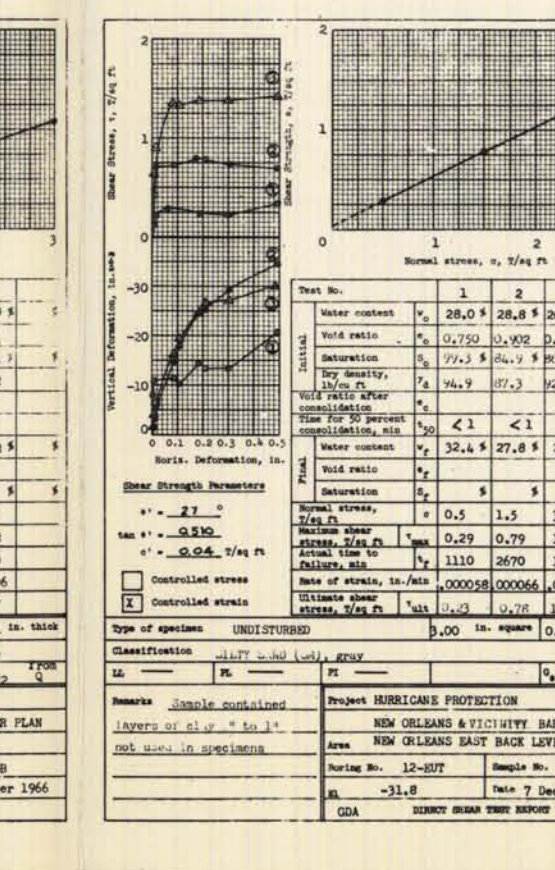 2
1
0
-30
-20
-10
0
Shear Stress, τ, T/sq ft
Vertical Deformation, in.
0 0.1 0.2 0.3 0.4 0.5
Horiz. Deformation, in.
Shear Strength Parameters
ø' = 27 °
tan ø' = 0.510
c' = 0.04 T/sq ft
Controlled stress
X Controlled strain
2
1
0 1 2
Shear Strength, s, T/sq ft
Normal stress, σ, T/sq ft
Test No. 1 2
Initial
Water content w₀ 28.0 % 28.8 %
Void ratio e₀ 0.750 0.902
Saturation S₀ 99.3 % 84.9 %
Dry density, lb/cu ft γd 94.9 87.3
Void ratio after consolidation ec
Time for 50 percent consolidation, min t50 < 1 < 1
Final
Water content wf 32.4 % 27.8 %
Void ratio ef
Saturation Sf % %
Normal stress, T/sq ft σ 0.5 1.5
Maximum shear stress, T/sq ft τmax 0.29 0.79
Actual time to failure, min tf 1110 2670
Rate of strain, in./min .000058 .000066
Ultimate shear stress, T/sq ft τult 0.23 0.78
Type of specimen UNDISTURBED 3.00 in. square
Classification SILTY SAND (SM), gray
LL — PL — PI —
Remarks Sample contained
layers of clay
not used in specimens
Project HURRICANE PROTECTION
NEW ORLEANS & VICINITY
Area NEW ORLEANS EAST BACK
Boring No. 12-EUT Sample No.
El -31.8 Date 7
GDA DIRECT SHEAR TEST REPORT
3
in. thick
from
Q
PLAN
1966